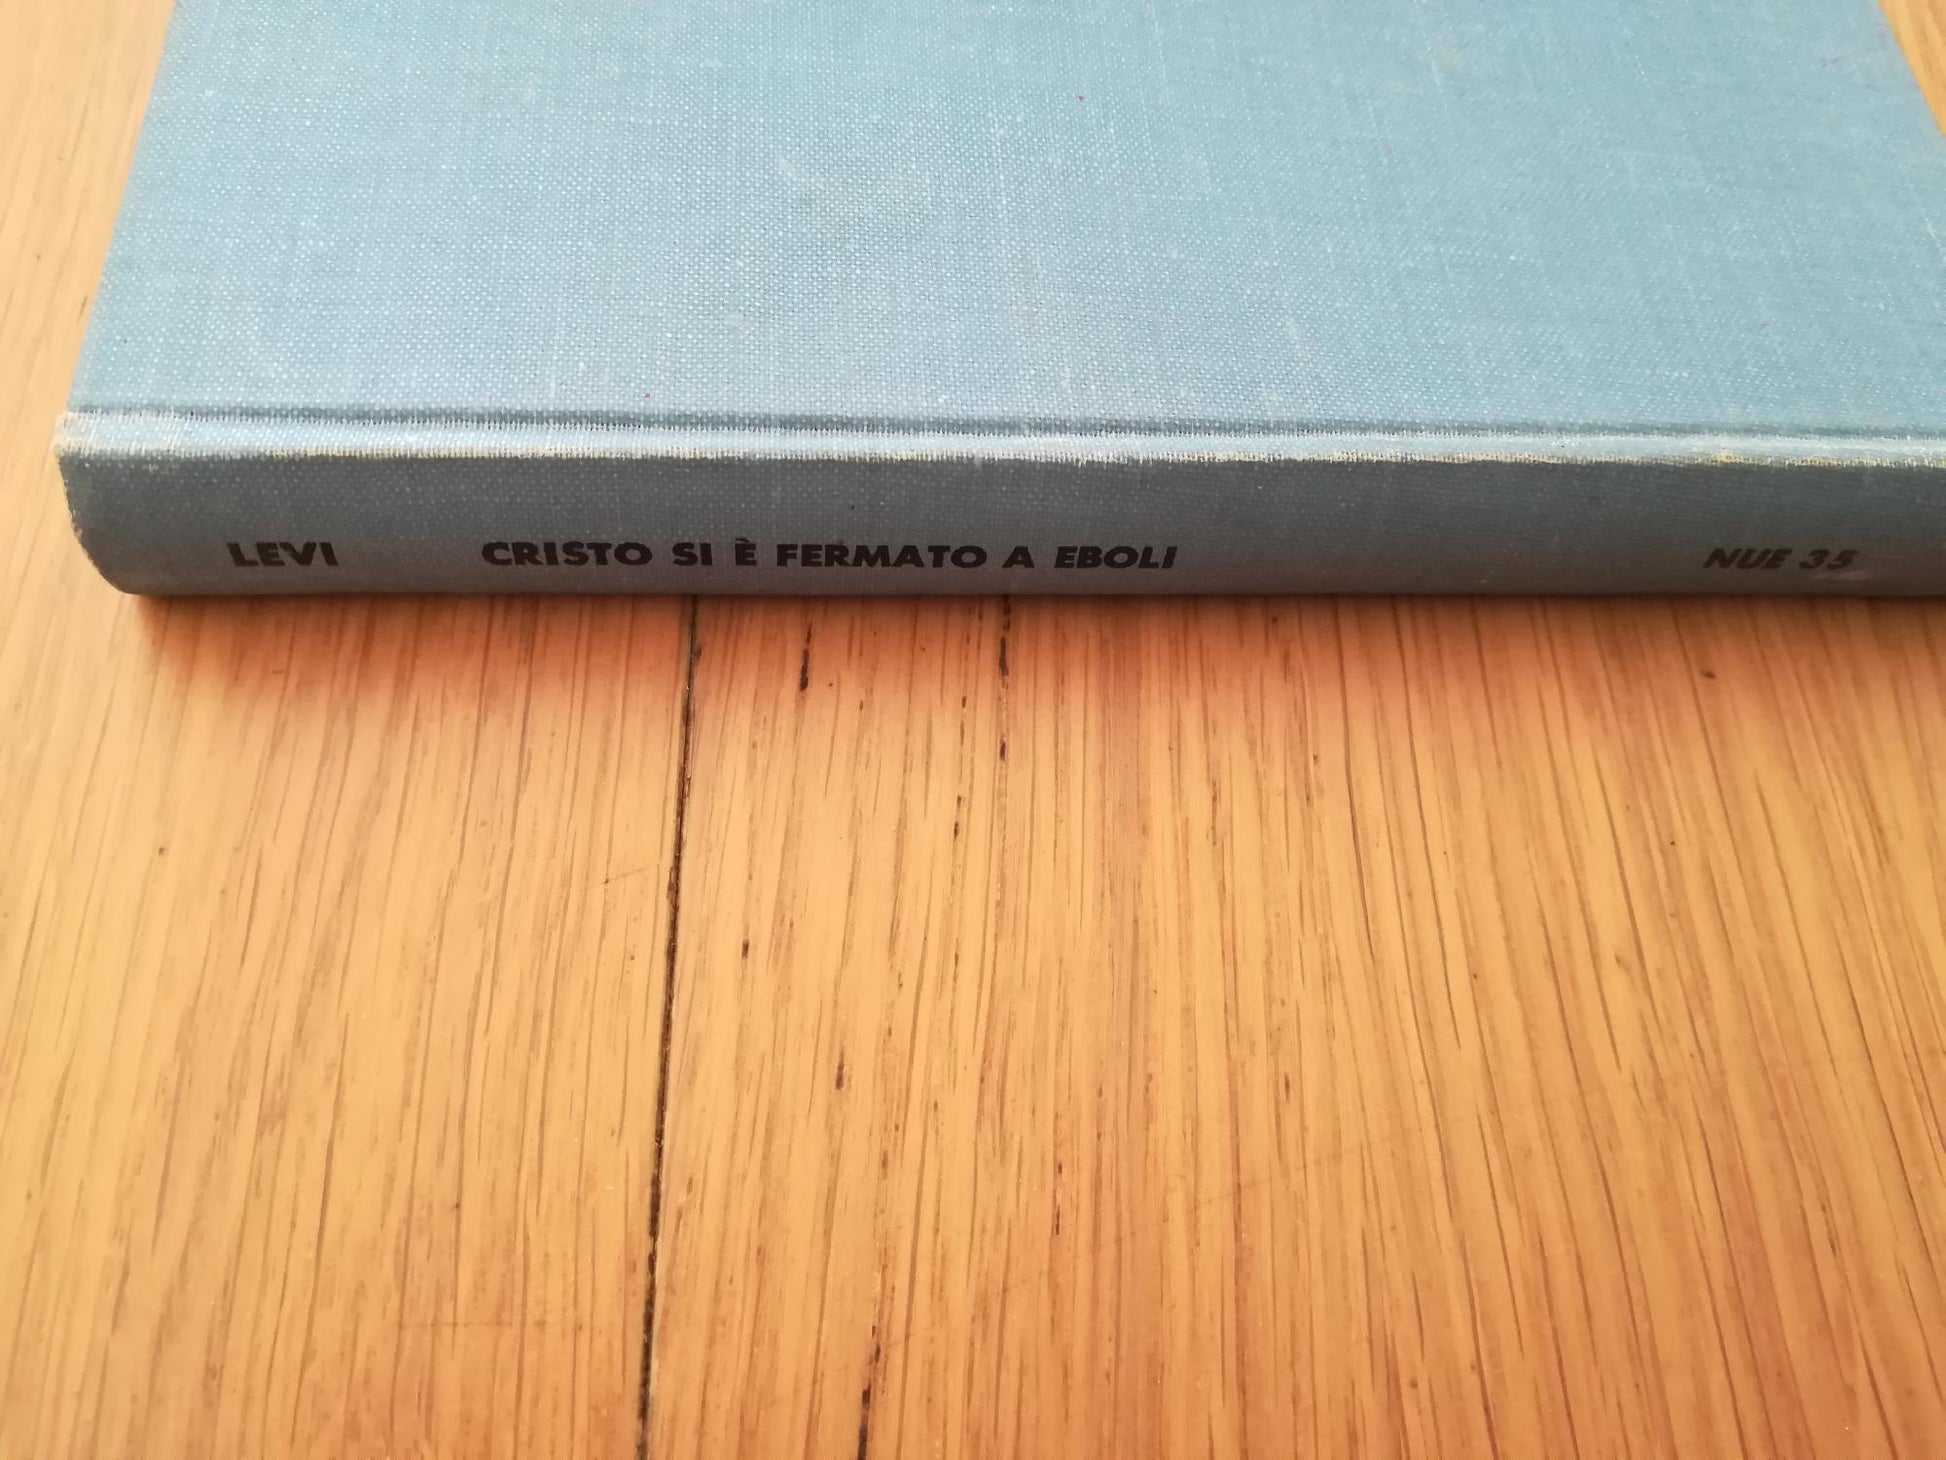 LEVI CRISTO SI È FERMATO A EBOLI NUE 35